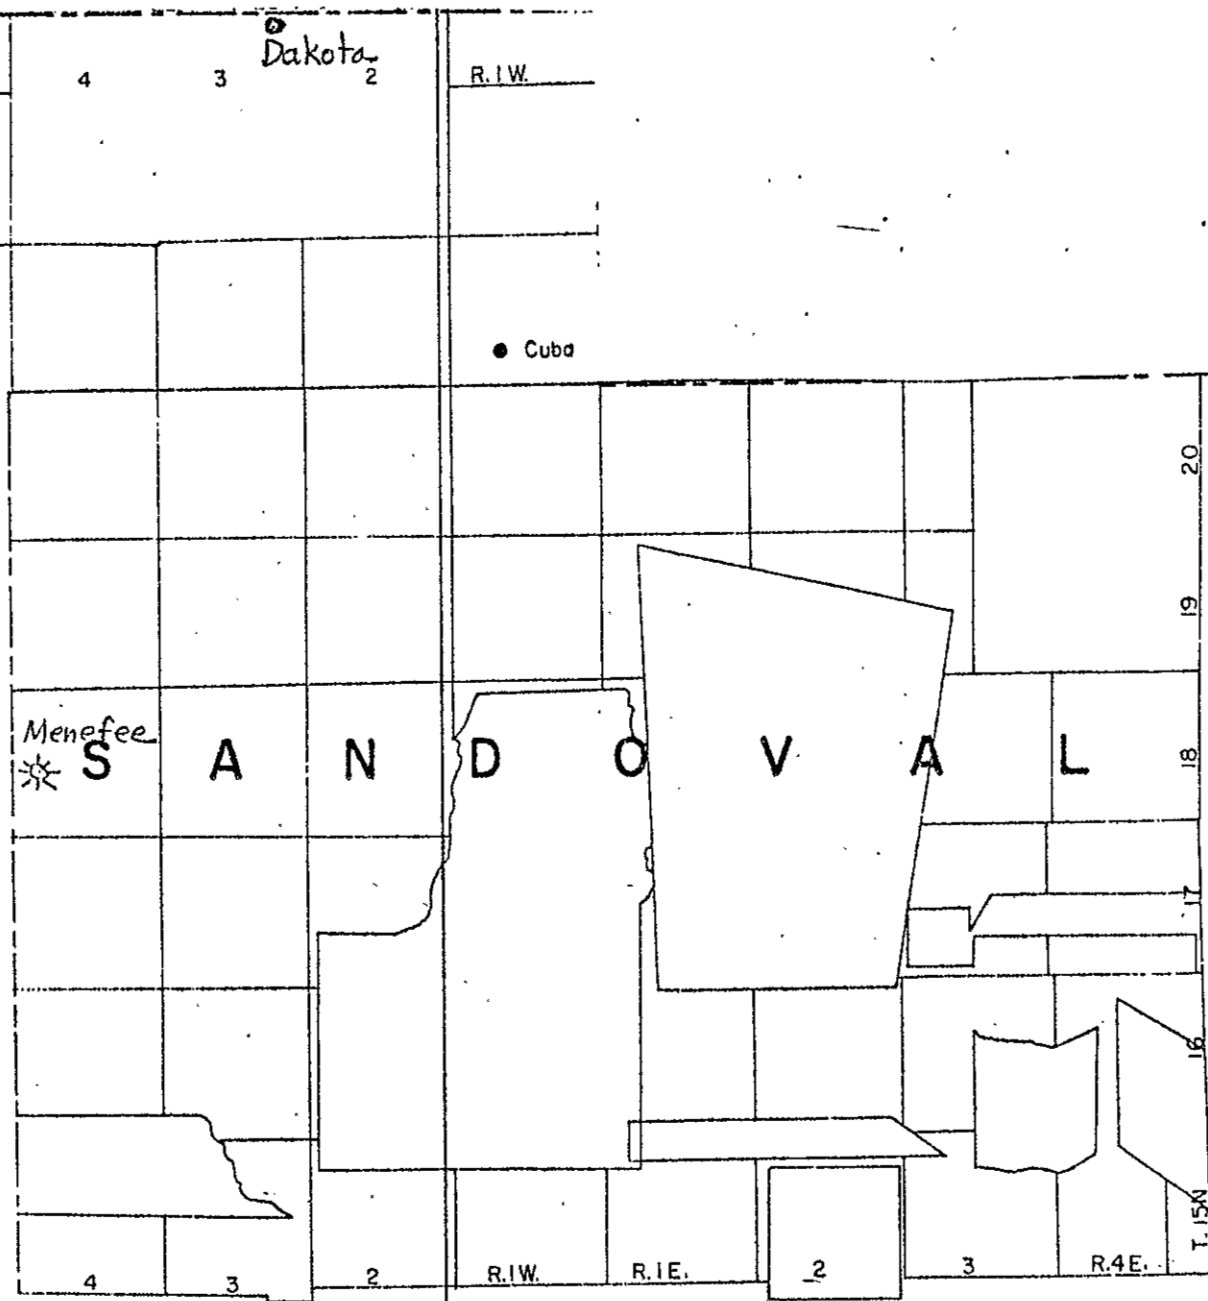 Dakota
4 3 2 R.1W.
Cuba
20
19
Menefee
S A N D O V A L
18
17
16
T. 15N
4 3 2 R.1W. R.1E. 2 3 R.4E.